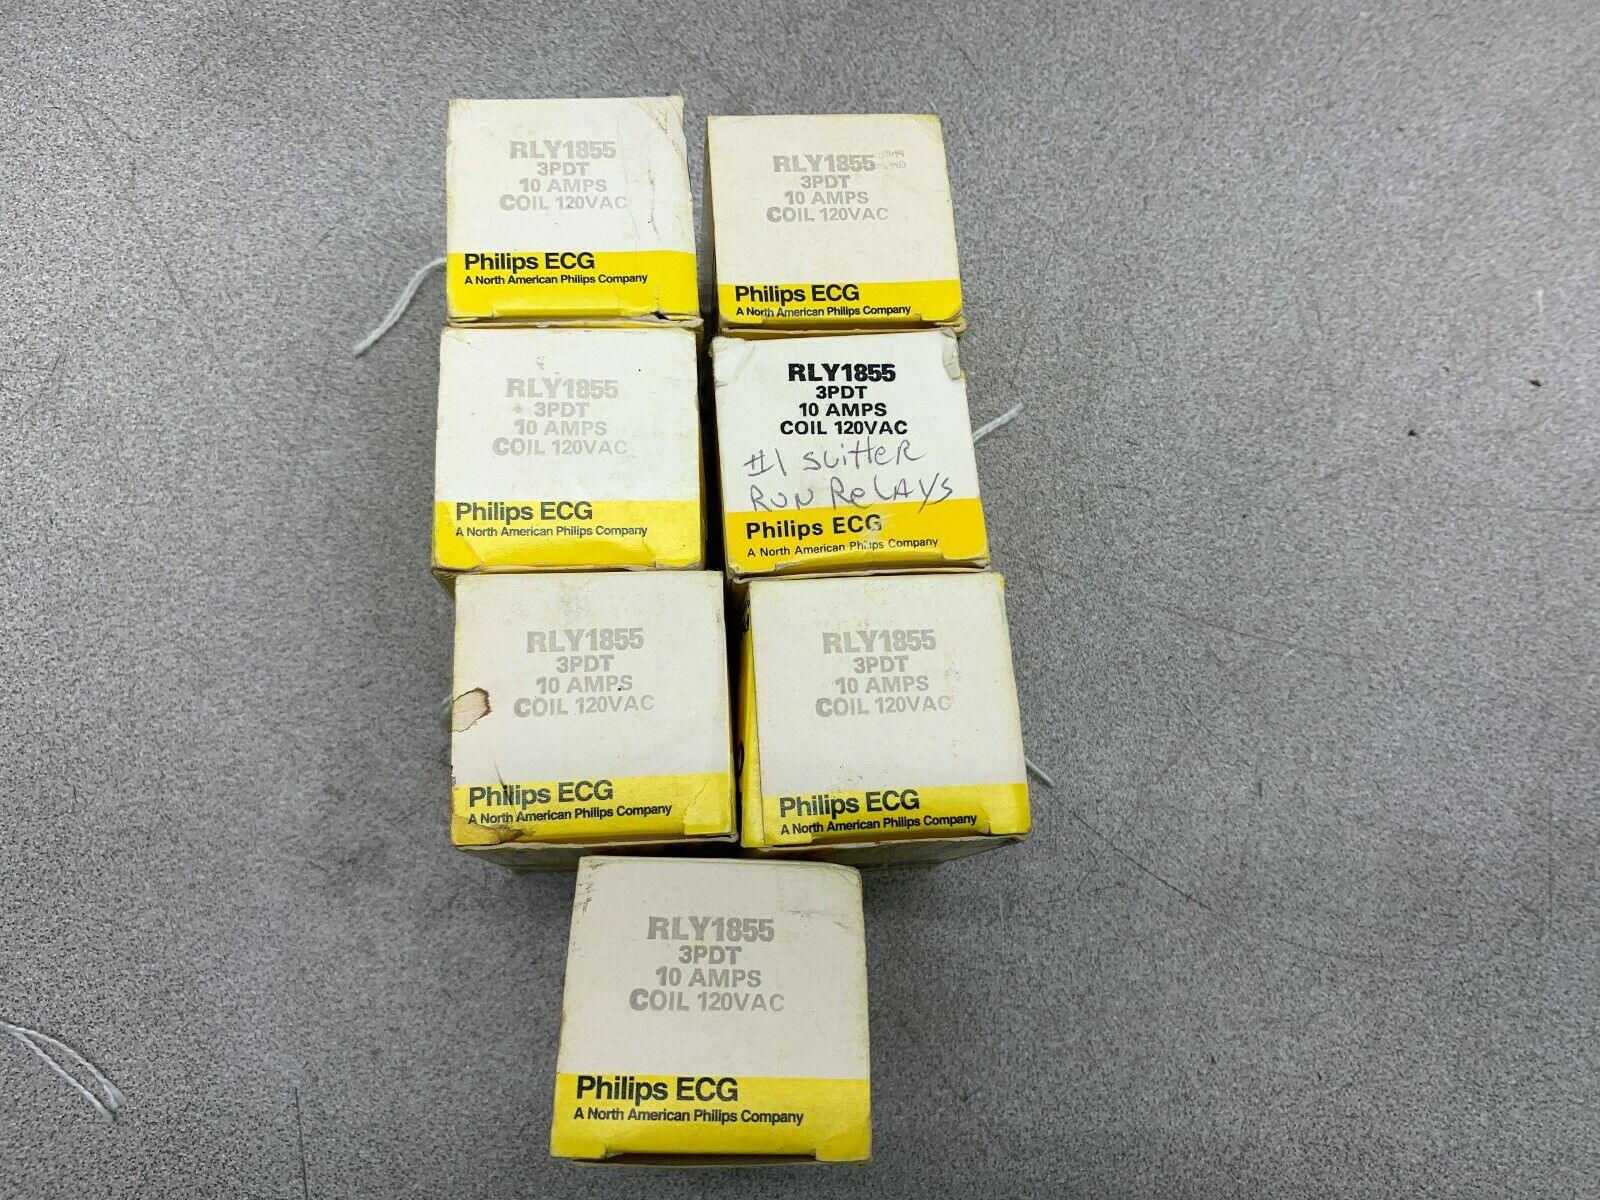 RLY1855
3PDT
10 AMPS
COIL 120VAC
Philips ECG
A North American Philips Company
RLY1855
3PDT
10 AMPS
COIL 120VAC
Philips ECG
A North American Philips Company
RLY1855
3PDT
10 AMPS
COIL 120VAC
Philips ECG
A North American Philips Company
RLY1855
3PDT
10 AMPS
COIL 120VAC
#1 SLITTER
RUN RELAYS
Philips ECG
A North American Philips Company
RLY1855
3PDT
10 AMPS
COIL 120VAC
Philips ECG
A North American Philips Company
RLY1855
3PDT
10 AMPS
COIL 120VAC
Philips ECG
A North American Philips Company
RLY1855
3PDT
10 AMPS
COIL 120VAC
Philips ECG
A North American Philips Company